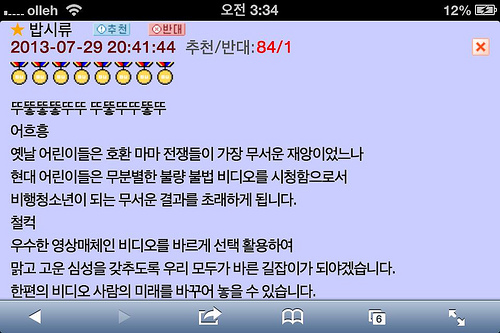 olleh 오전 3:34 12%
밥시류 추천 반대
2013-07-29 20:41:44 추천/반대:84/1
뚜뚷뚷뚷뚜뚜 뚜뚷뚜뚜뚷뚜
어흐흥
옛날 어린이들은 호환 마마 전쟁들이 가장 무서운 재앙이었느나
현대 어린이들은 무분별한 불량 불법 비디오를 시청함으로서
비행청소년이 되는 무서운 결과를 초래하게 됩니다.
철컥
우수한 영상매체인 비디오를 바르게 선택 활용하여
맑고 고운 심성을 갖추도록 우리 모두가 바른 길잡이가 되야겠습니다.
한편의 비디오 사람의 미래를 바꾸어 놓을 수 있습니다.
6